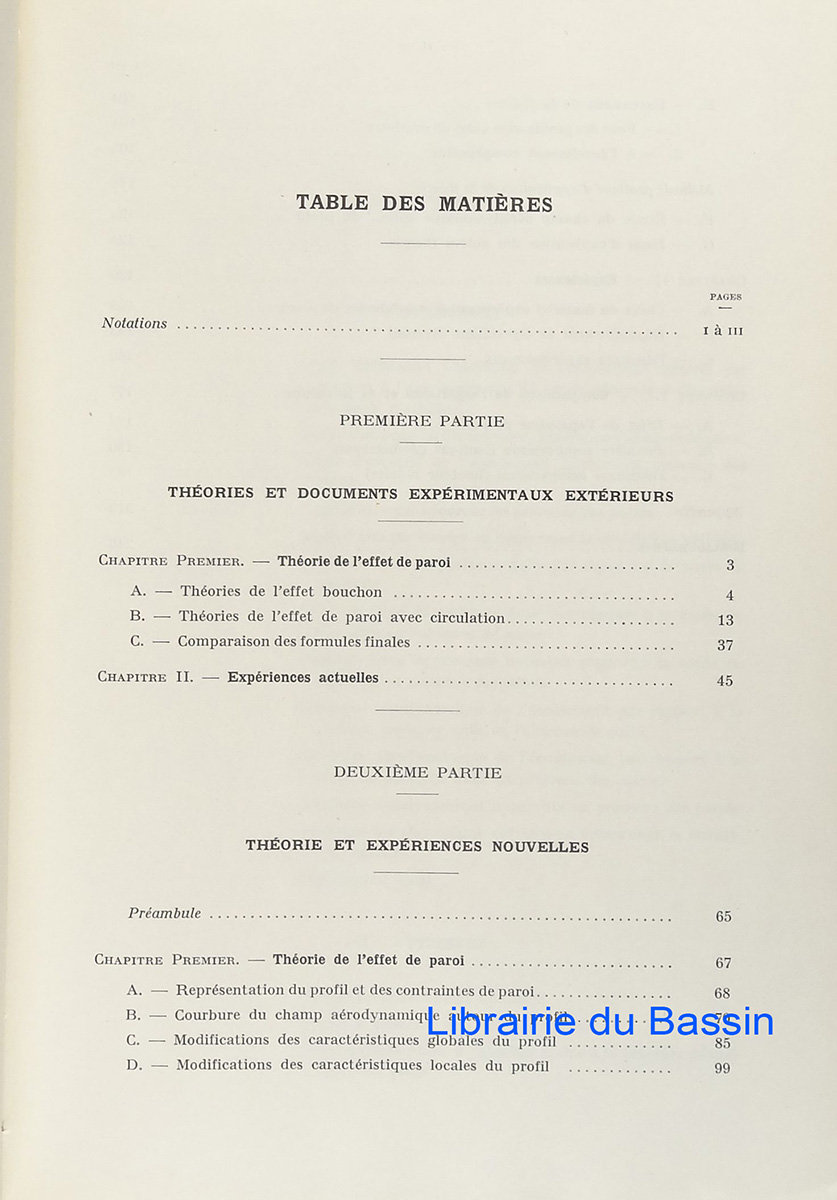 TABLE DES MATIÈRES
PAGES
Notations ........ I à III
PREMIÈRE PARTIE
THÉORIES ET DOCUMENTS EXPÉRIMENTAUX EXTÉRIEURS
CHAPITRE PREMIER. — Théorie de l'effet de paroi ........ 3
A. — Théories de l'effet bouchon ........ 4
B. — Théories de l'effet de paroi avec circulation ........ 13
C. — Comparaison des formules finales ........ 37
CHAPITRE II. — Expériences actuelles ........ 45
DEUXIÈME PARTIE
THÉORIE ET EXPÉRIENCES NOUVELLES
Préambule ........ 65
CHAPITRE PREMIER. — Théorie de l'effet de paroi ........ 67
A. — Représentation du profil et des contraintes de paroi ........ 68
B. — Courbure du champ aérodynamique autour du profil ........
Librairie du Bassin
C. — Modifications des caractéristiques globales du profil ........ 85
D. — Modifications des caractéristiques locales du profil ........ 99